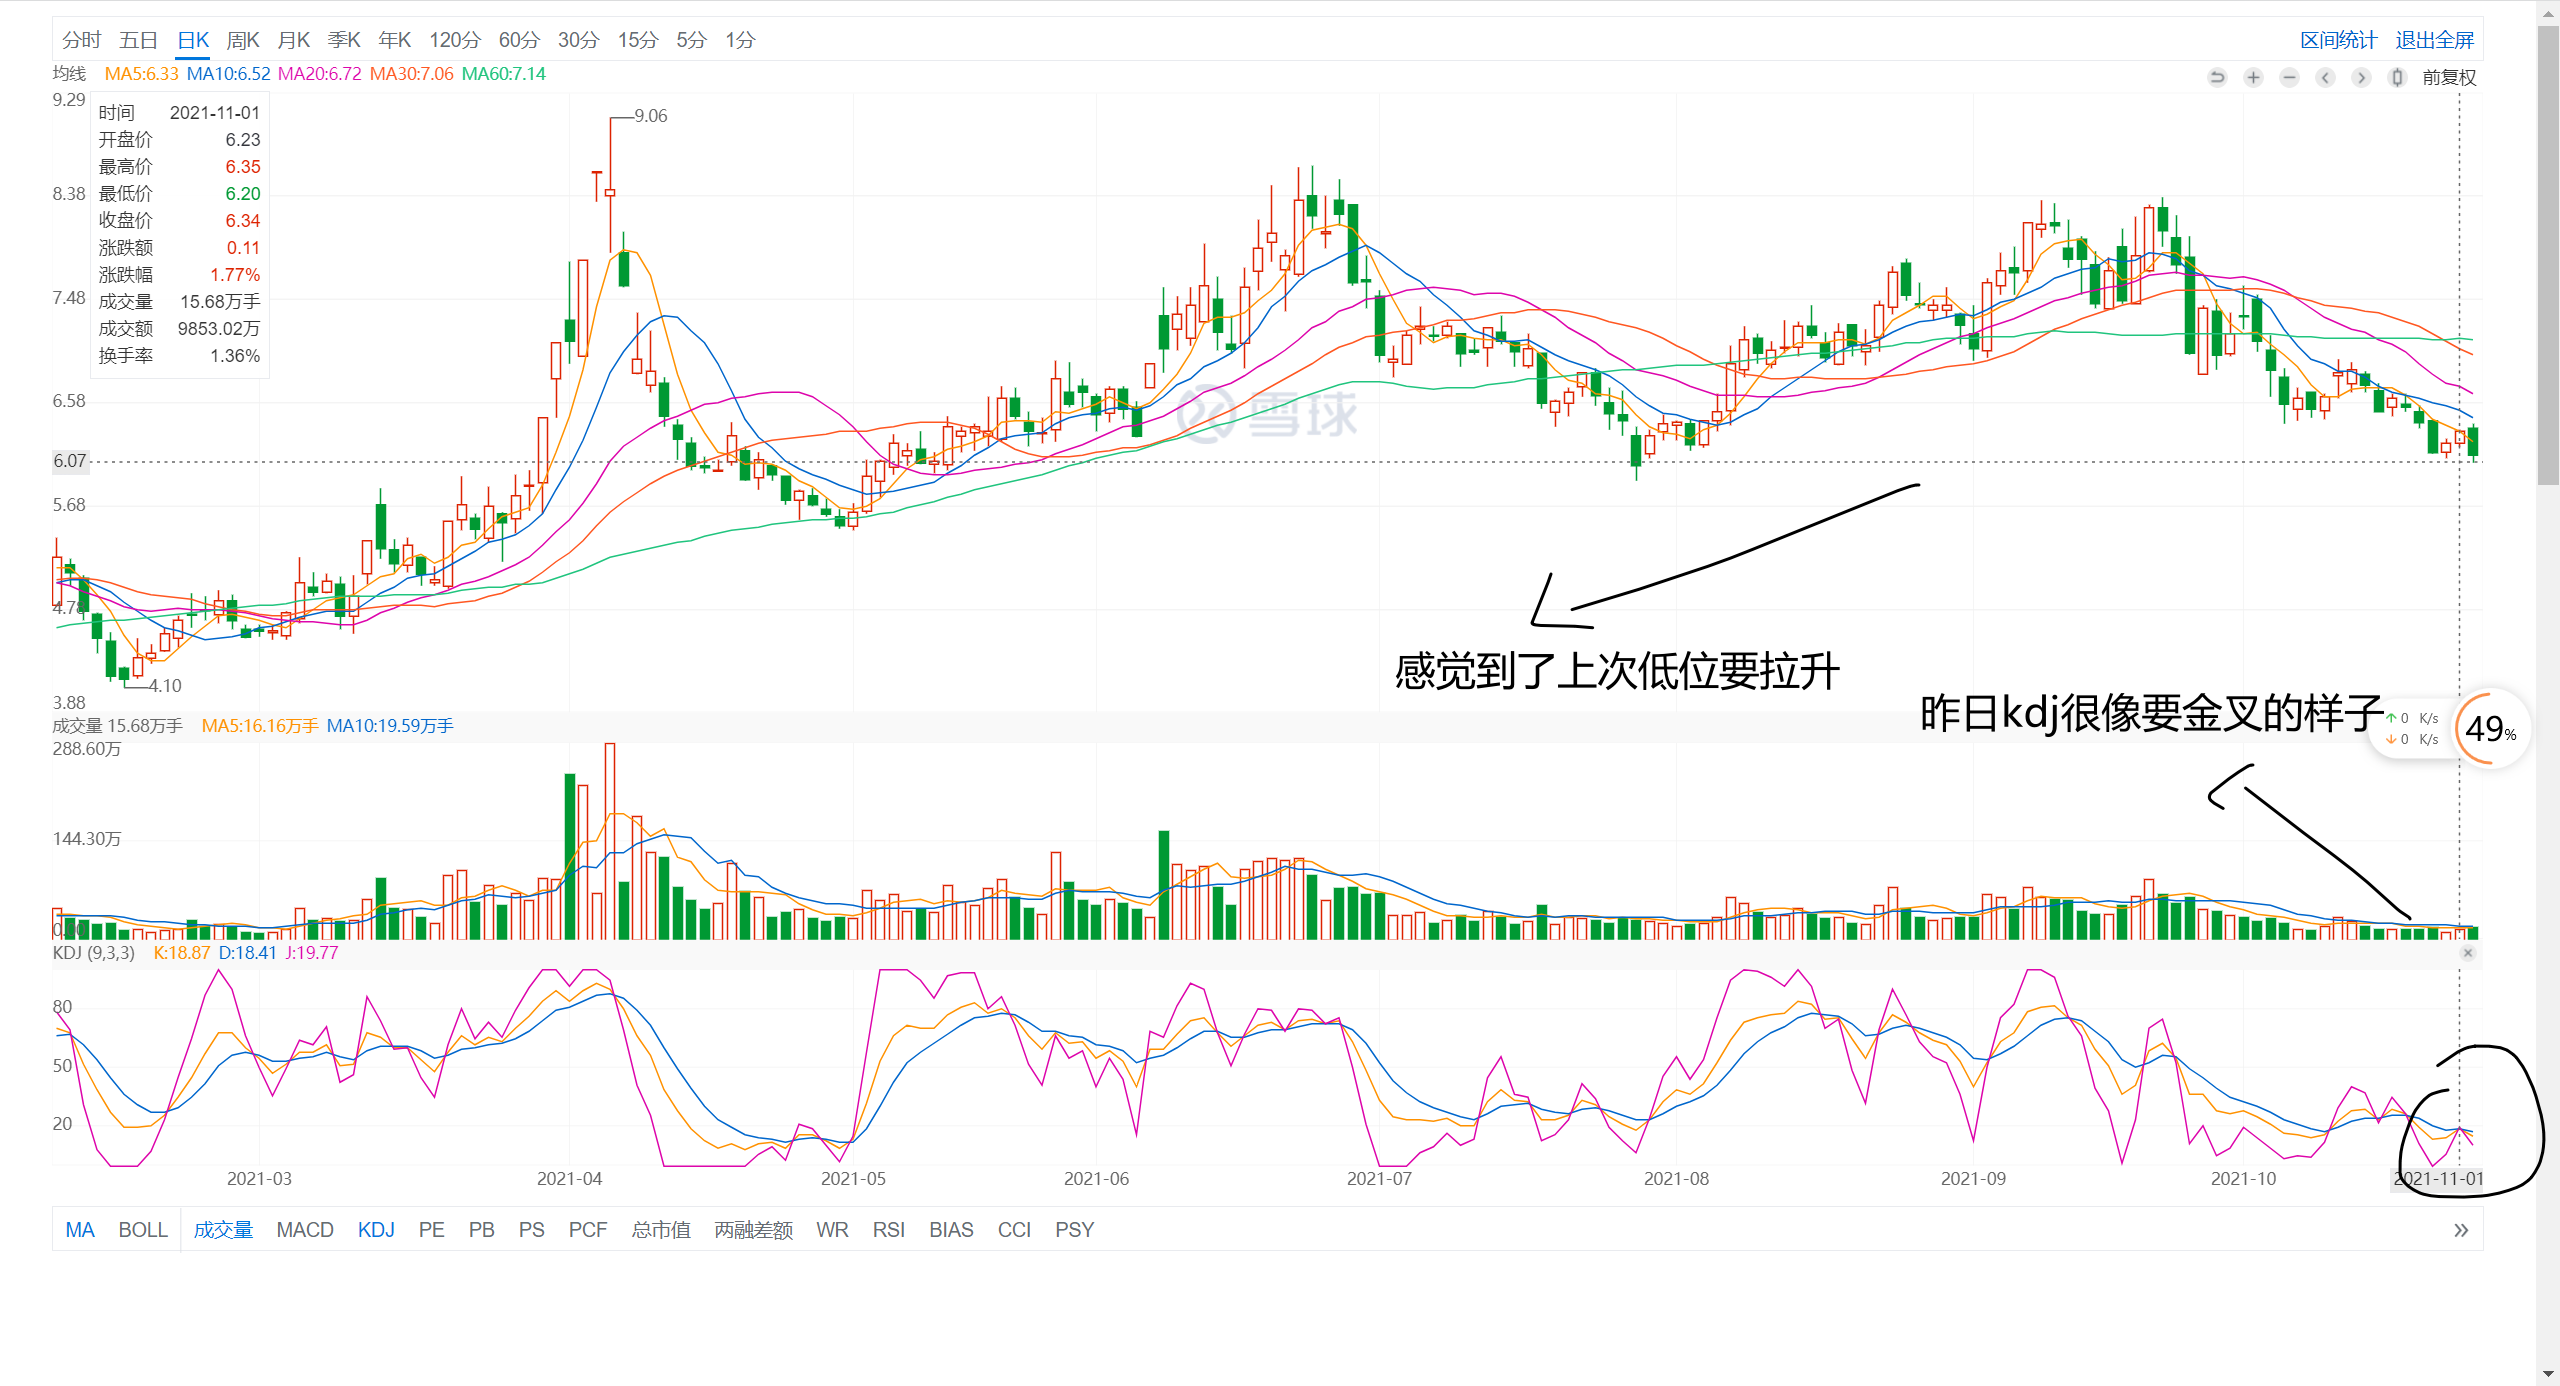 分时 五日 日K 周K 月K 季K 年K 120分 60分 30分 15分 5分 1分 区间统计 退出全屏
均线 MA5:6.33 MA10:6.52 MA20:6.72 MA30:7.06 MA60:7.14 前复权
9.29
时间 2021-11-01
开盘价 6.23
最高价 6.35
最低价 6.20
收盘价 6.34
涨跌额 0.11
涨跌幅 1.77%
成交量 15.68万手
成交额 9853.02万
换手率 1.36%
9.06
8.38
7.48
6.58
雪球
6.07
5.68
4.78
感觉到了上次低位要拉升
4.10
3.88
昨日kdj很像要金叉的样子
0 K/s
0 K/s
49%
成交量 15.68万手 MA5:16.16万手 MA10:19.59万手
288.60万
144.30万
KDJ (9,3,3) K:18.87 D:18.41 J:19.77
80
50
20
2021-03 2021-04 2021-05 2021-06 2021-07 2021-08 2021-09 2021-10 2021-11-01
MA BOLL 成交量 MACD KDJ PE PB PS PCF 总市值 两融差额 WR RSI BIAS CCI PSY